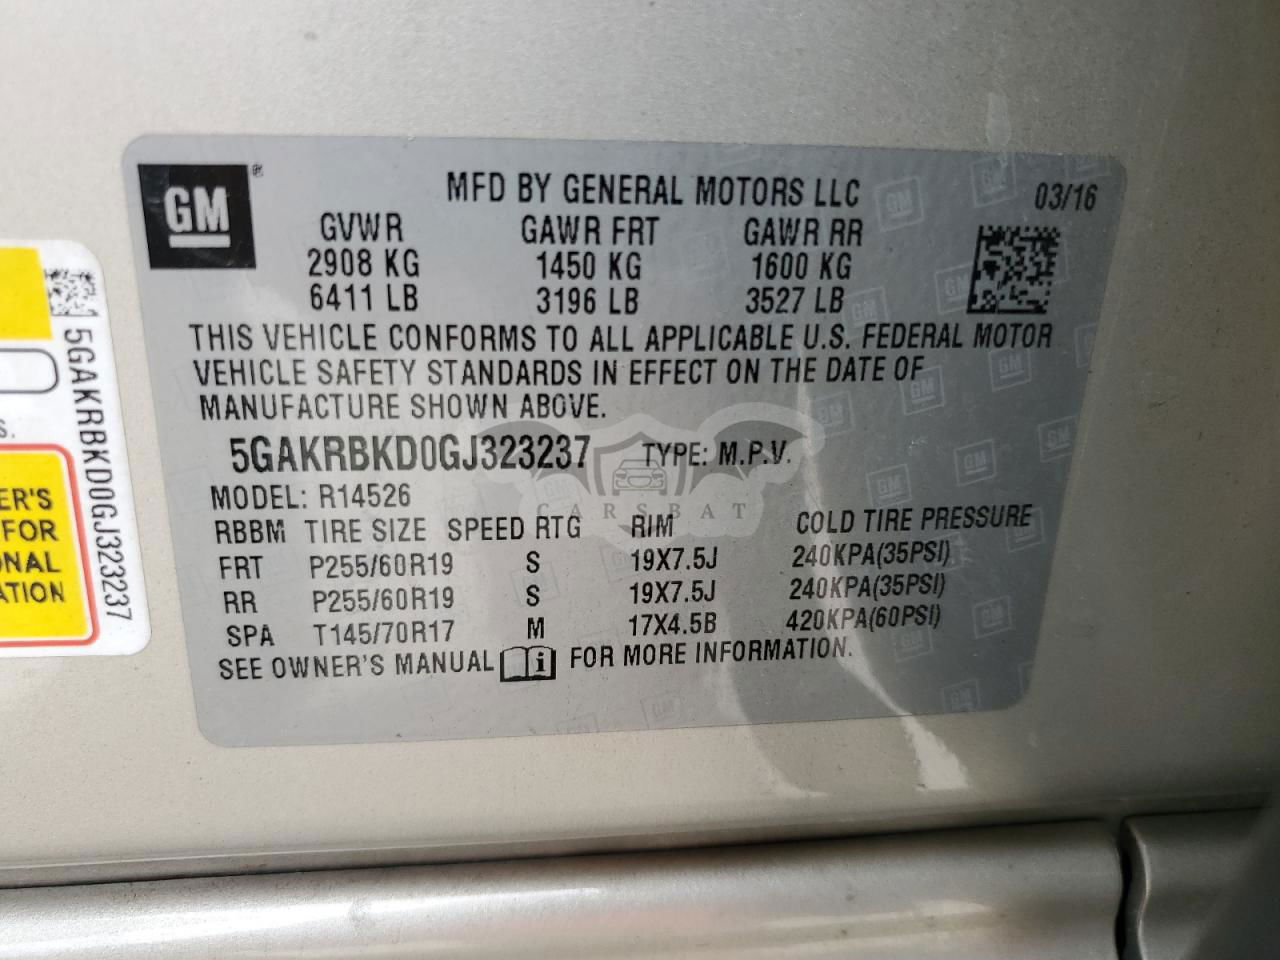 GM
®
MFD BY GENERAL MOTORS LLC
03/16
GVWR GAWR FRT GAWR RR
2908 KG 1450 KG 1600 KG
6411 LB 3196 LB 3527 LB
THIS VEHICLE CONFORMS TO ALL APPLICABLE U.S. FEDERAL MOTOR
VEHICLE SAFETY STANDARDS IN EFFECT ON THE DATE OF
MANUFACTURE SHOWN ABOVE.
5GAKRBKD0GJ323237 TYPE: M.P.V.
MODEL: R14526
RBBM TIRE SIZE SPEED RTG RIM COLD TIRE PRESSURE
FRT P255/60R19 S 19X7.5J 240KPA(35PSI)
RR P255/60R19 S 19X7.5J 240KPA(35PSI)
SPA T145/70R17 M 17X4.5B 420KPA(60PSI)
SEE OWNER'S MANUAL i FOR MORE INFORMATION.
CARSBAT
5GAKRBKD0GJ323237
S.
ER'S
FOR
ONAL
ATION